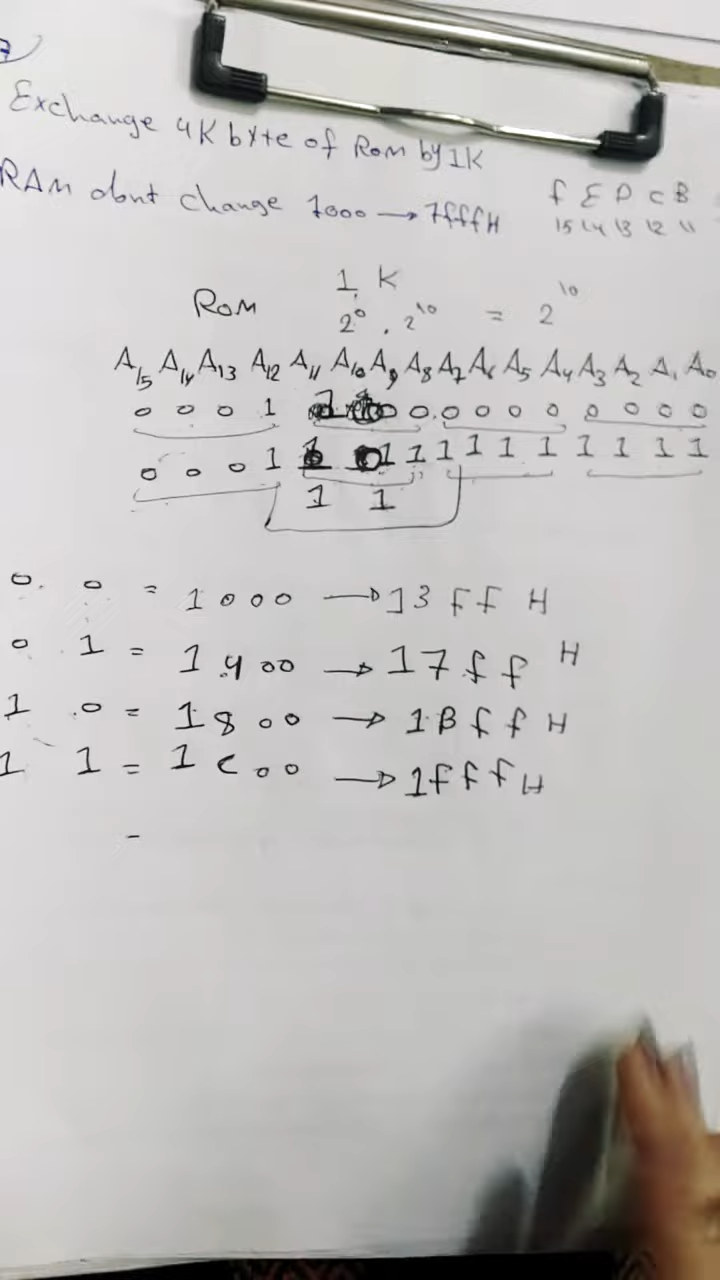 Exchange 4K byte of Rom by 1K
RAM dont change 1000 → 7fffH
f E D C B
15 14 13 12 11
Rom
1 K
2⁰ . 2¹⁰ = 2¹⁰
A15 A14 A13 A12 A11 A10 A9 A8 A7 A6 A5 A4 A3 A2 A1 A0
0 0 0 1 0 0 0 0 0 0 0 0 0 0
0 0 0 1 1 1 1 1 1 1 1 1 1 1
1 1
0 0 = 1000 → 13ffH
0 1 = 1400 → 17ffH
1 0 = 1800 → 1BffH
1 1 = 1c00 → 1fffH
-